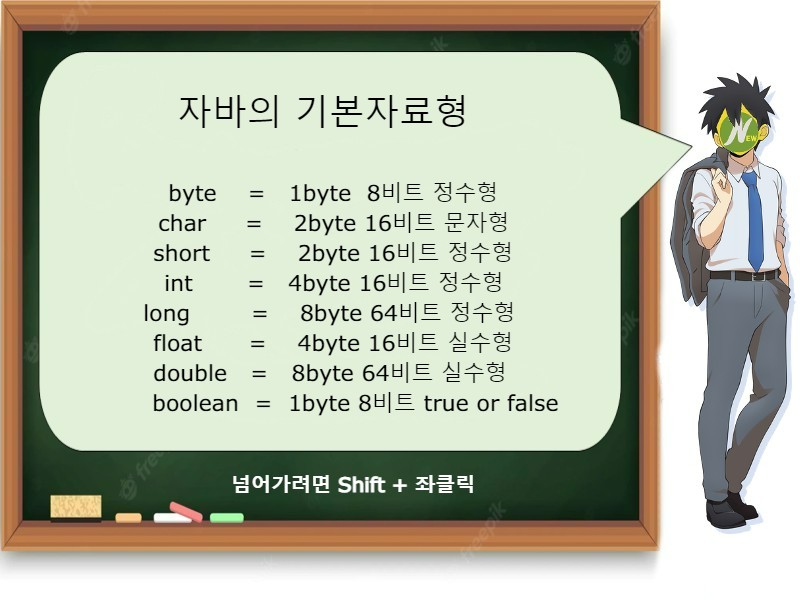 자바의 기본자료형
byte = 1byte 8비트 정수형
char = 2byte 16비트 문자형
short = 2byte 16비트 정수형
int = 4byte 16비트 정수형
long = 8byte 64비트 정수형
float = 4byte 16비트 실수형
double = 8byte 64비트 실수형
boolean = 1byte 8비트 true or false
넘어가려면 Shift + 좌클릭
NEW
freepik